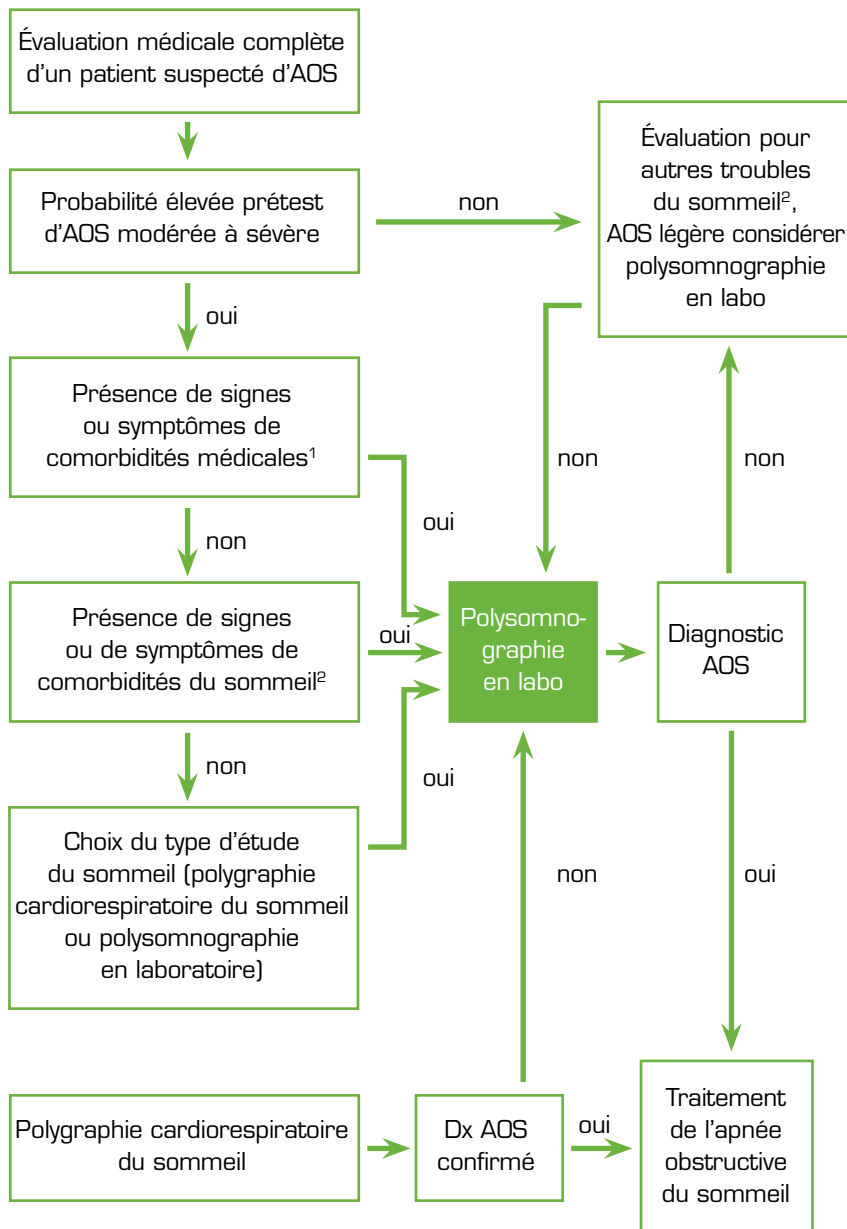 Évaluation médicale complète
d'un patient suspecté d'AOS
Probabilité élevée prétest
d'AOS modérée à sévère
non
Évaluation pour
autres troubles
du sommeil²,
AOS légère considérer
polysomnographie
en labo
oui
Présence de signes
ou symptômes de
comorbidités médicales¹
oui
non
non
non
Présence de signes
ou de symptômes de
comorbidités du sommeil²
oui
Polysomno-
graphie
en labo
Diagnostic
AOS
non
oui
Choix du type d'étude
du sommeil (polygraphie
cardiorespiratoire du sommeil
ou polysomnographie
en laboratoire)
non
oui
Polygraphie cardiorespiratoire
du sommeil
Dx AOS
confirmé
oui
Traitement
de l'apnée
obstructive
du sommeil